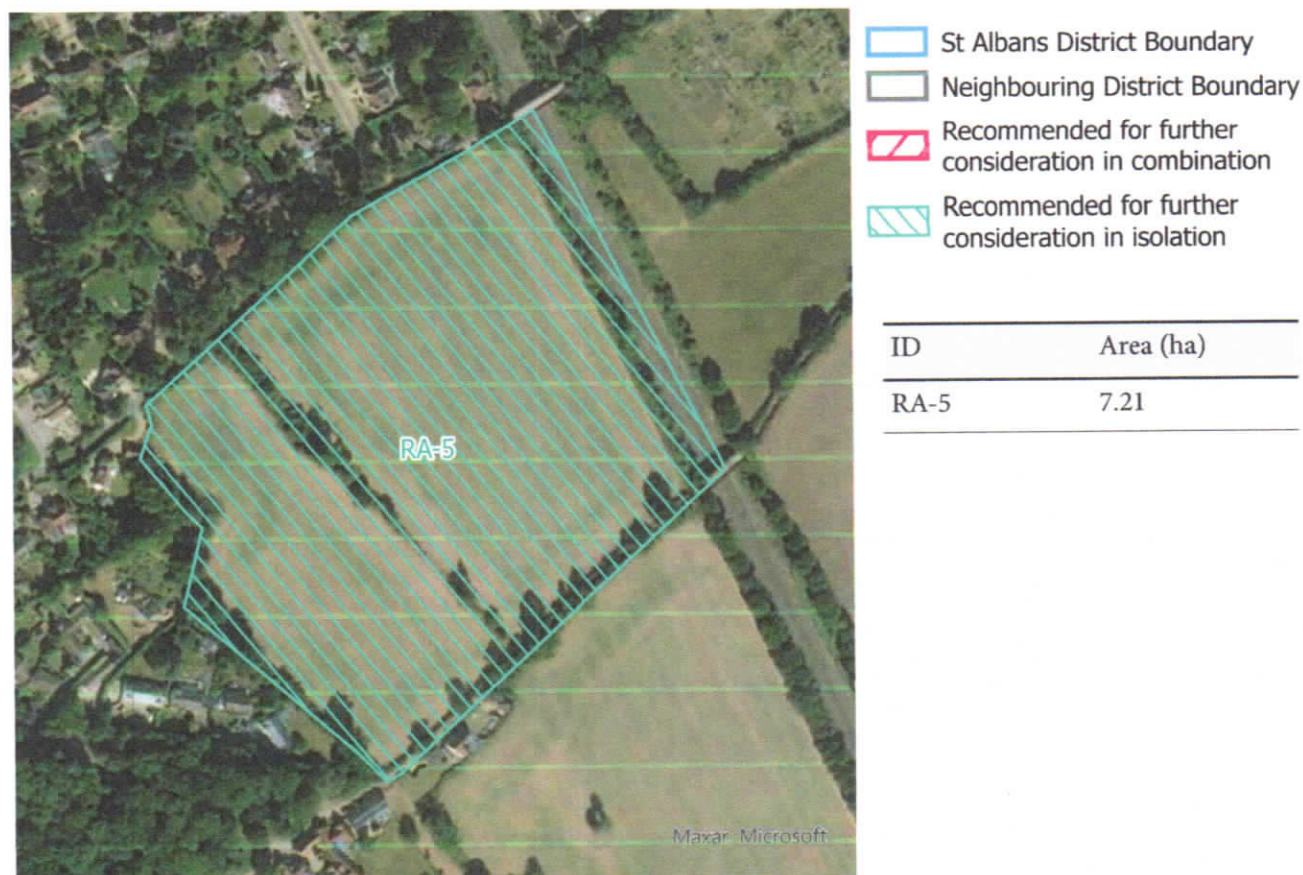 St Albans District Boundary
Neighbouring District Boundary
Recommended for further
consideration in combination
Recommended for further
consideration in isolation
ID Area (ha)
RA-5 7.21
RA-5
Maxar Microsoft